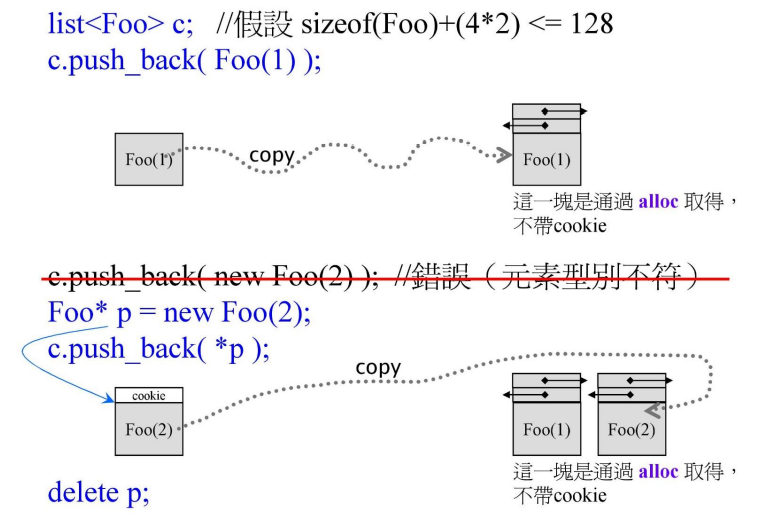 list<Foo> c;   //假設 sizeof(Foo)+(4*2) <= 128
c.push_back( Foo(1) );
Foo(1)
copy
Foo(1)
這一塊是通過 alloc 取得，
不帶cookie
c.push_back( new Foo(2) );  //錯誤（元素型別不符）
Foo* p = new Foo(2);
c.push_back( *p );
copy
cookie
Foo(2)
Foo(1)
Foo(2)
這一塊是通過 alloc 取得，
不帶cookie
delete p;